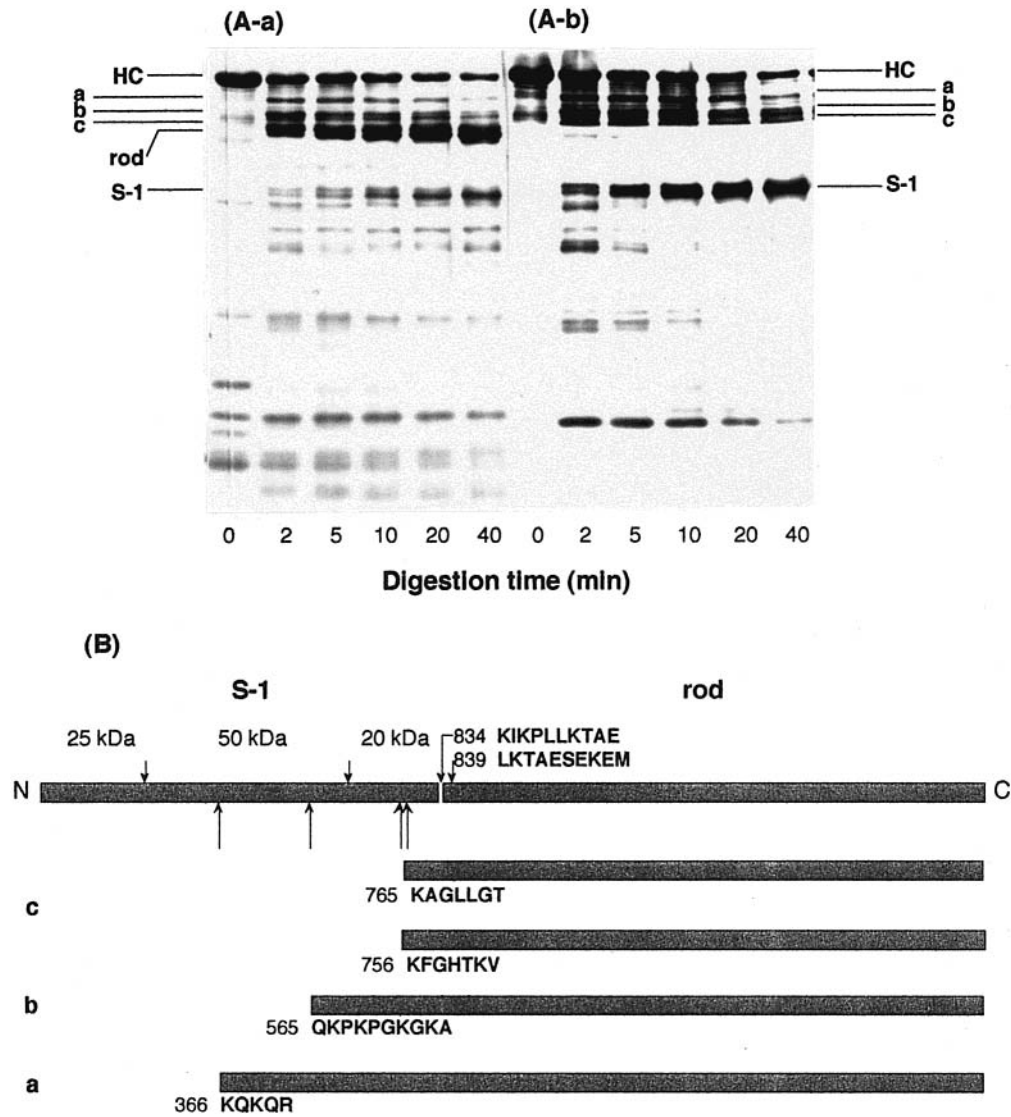 (A-a) (A-b)
HC HC
a a
b b
c c
rod
S-1 S-1
0 2 5 10 20 40 0 2 5 10 20 40
Digestion time (min)
(B)
S-1 rod
25 kDa 50 kDa 20 kDa 834 KIKPLLKTAE
839 LKTAESEKEM
N C
765 KAGLLGT
c
756 KFGHTKV
b
565 QKPKPGKGKA
a
366 KQKQR